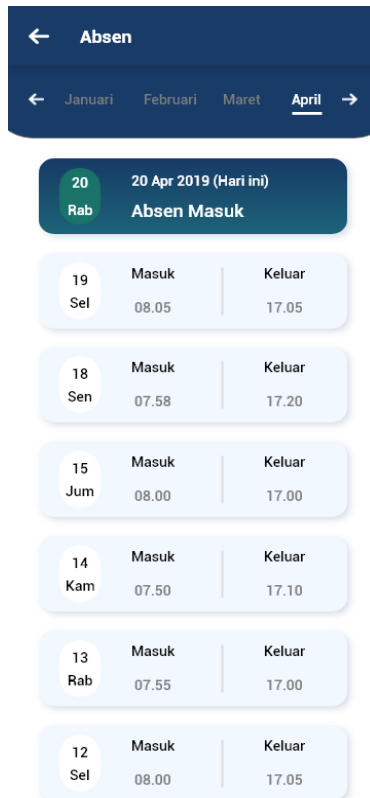 Absen
Januari Februari Maret April
20 20 Apr 2019 (Hari ini)
Rab Absen Masuk
19 Masuk Keluar
Sel 08.05 17.05
18 Masuk Keluar
Sen 07.58 17.20
15 Masuk Keluar
Jum 08.00 17.00
14 Masuk Keluar
Kam 07.50 17.10
13 Masuk Keluar
Rab 07.55 17.00
12 Masuk Keluar
Sel 08.00 17.05